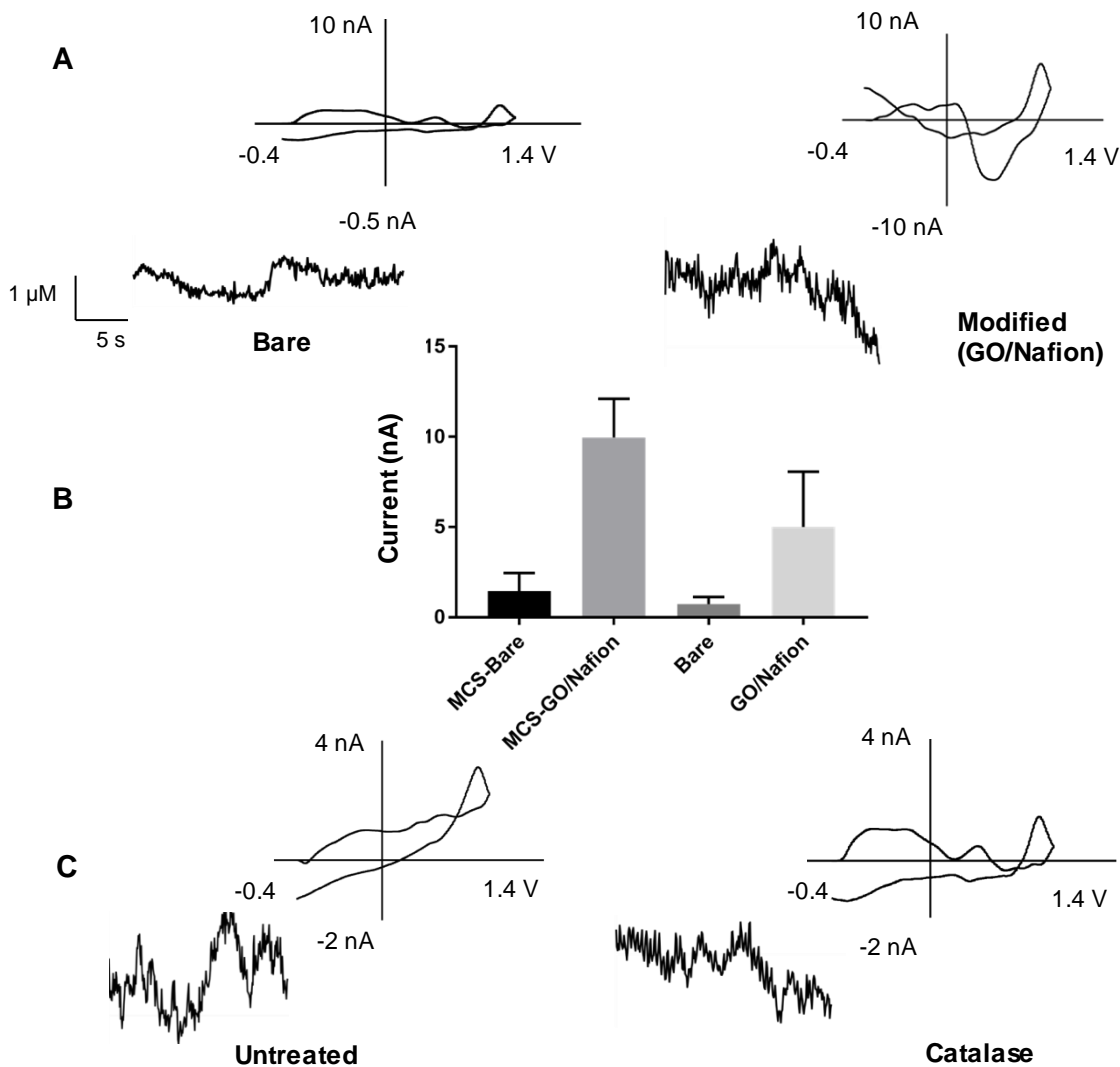 A
10 nA
-0.4
1.4 V
-0.5 nA
10 nA
-0.4
1.4 V
-10 nA
1 µM
5 s
Bare
Modified
(GO/Nafion)
B
Current (nA)
15
10
5
0
MCS-Bare
MCS-GO/Nafion
Bare
GO/Nafion
C
4 nA
-0.4
1.4 V
-2 nA
Untreated
4 nA
-0.4
1.4 V
-2 nA
Catalase